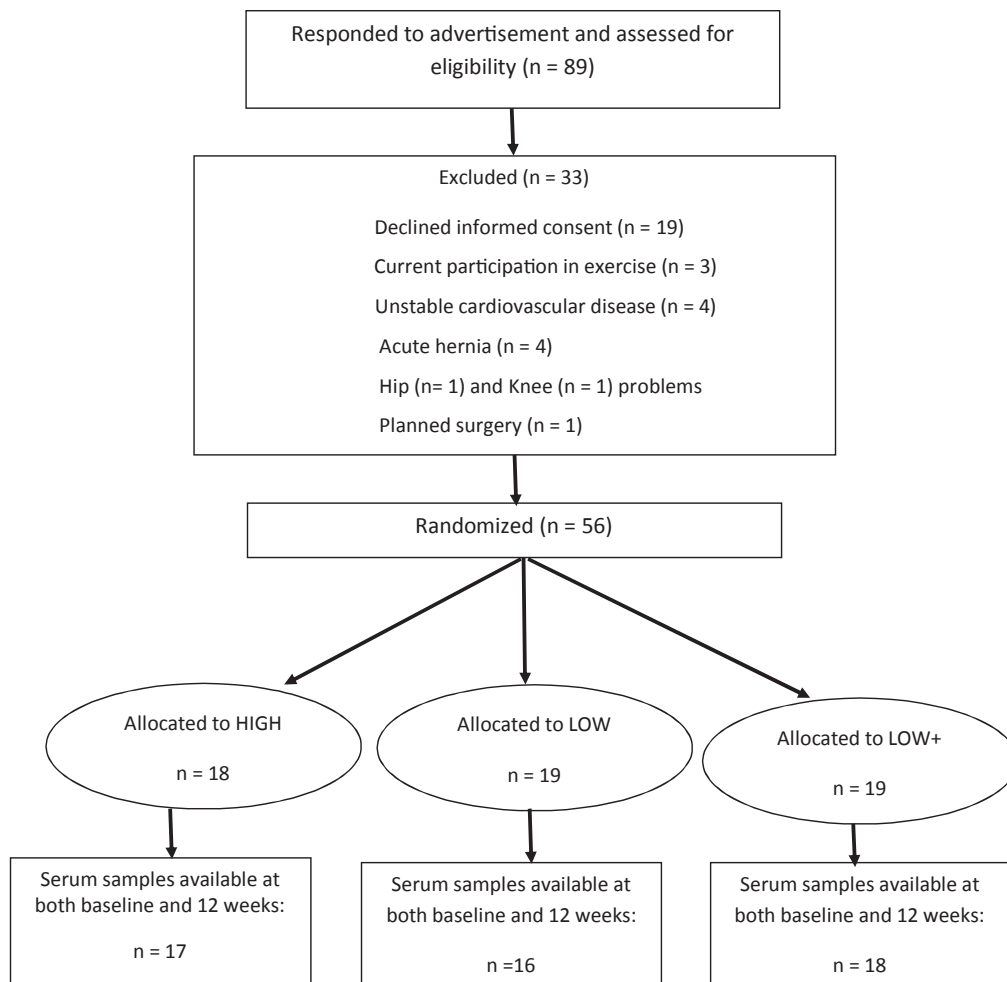 Responded to advertisement and assessed for
eligibility (n = 89)
Excluded (n = 33)
Declined informed consent (n = 19)
Current participation in exercise (n = 3)
Unstable cardiovascular disease (n = 4)
Acute hernia (n = 4)
Hip (n= 1) and Knee (n = 1) problems
Planned surgery (n = 1)
Randomized (n = 56)
Allocated to HIGH
n = 18
Allocated to LOW
n = 19
Allocated to LOW+
n = 19
Serum samples available at
both baseline and 12 weeks:
n = 17
Serum samples available at
both baseline and 12 weeks:
n =16
Serum samples available at
both baseline and 12 weeks:
n = 18